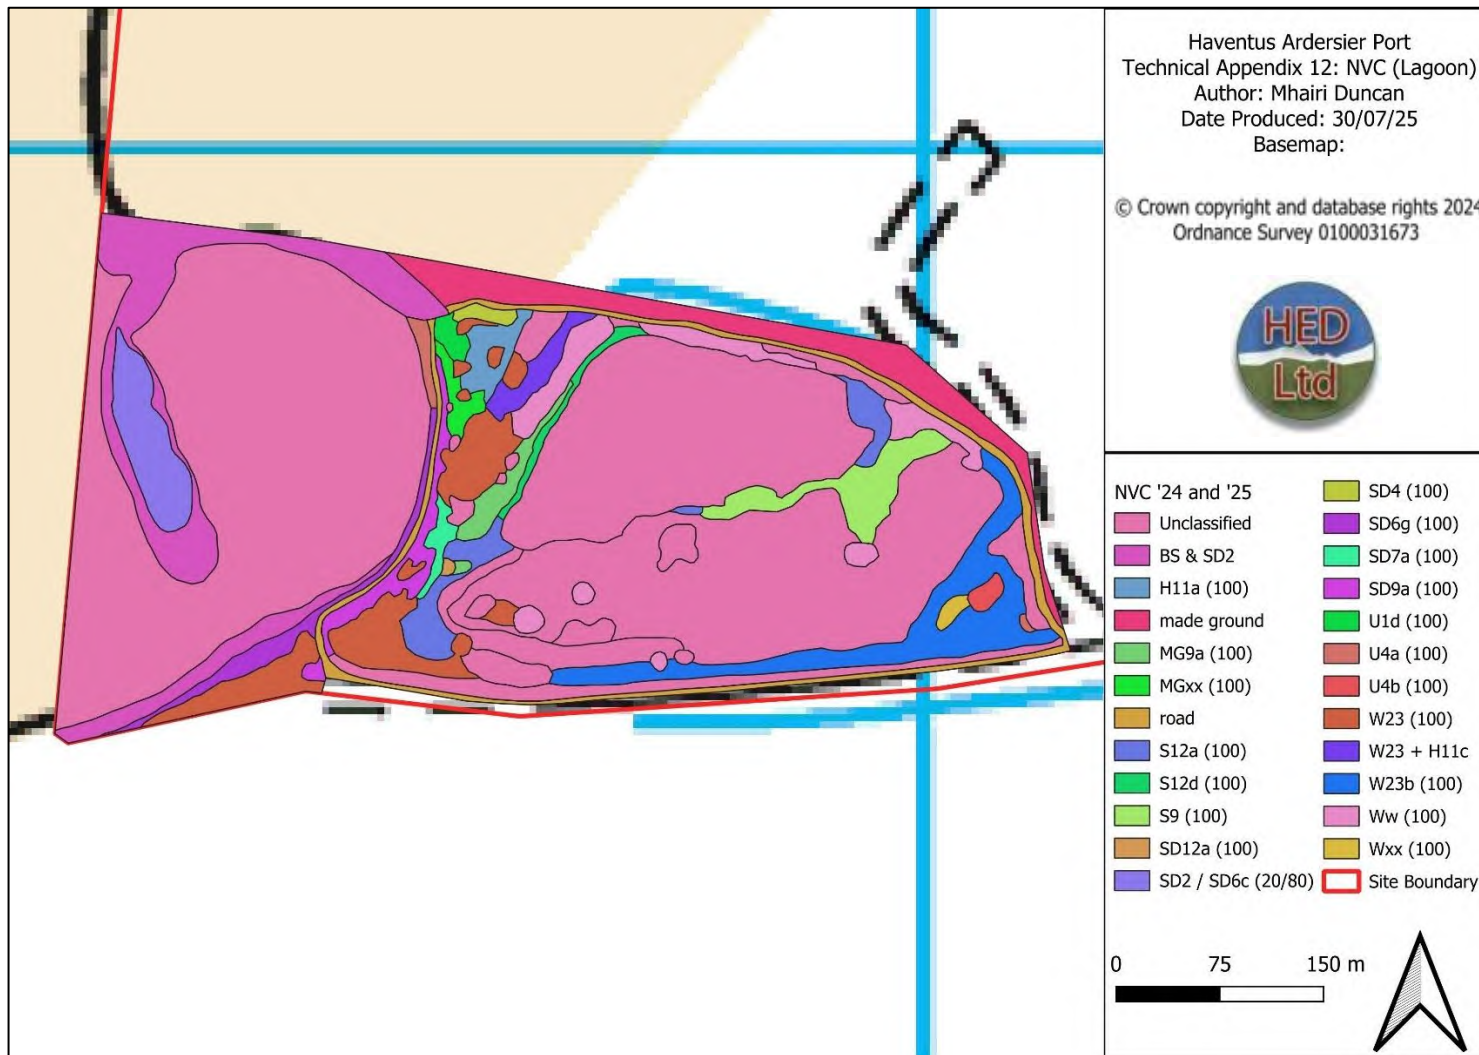 Haventus Ardersier Port
Technical Appendix 12: NVC (Lagoon)
Author: Mhairi Duncan
Date Produced: 30/07/25
Basemap:
© Crown copyright and database rights 2024
Ordnance Survey 0100031673
HED
Ltd
NVC '24 and '25
Unclassified
BS & SD2
H11a (100)
made ground
MG9a (100)
MGxx (100)
road
S12a (100)
S12d (100)
S9 (100)
SD12a (100)
SD2 / SD6c (20/80)
SD4 (100)
SD6g (100)
SD7a (100)
SD9a (100)
U1d (100)
U4a (100)
U4b (100)
W23 (100)
W23 + H11c
W23b (100)
Ww (100)
Wxx (100)
Site Boundary
0 75 150 m